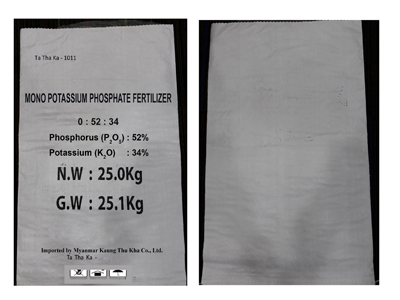 Ta Tha Ka - 1011
MONO POTASSIUM PHOSPHATE FERTILIZER
0 : 52 : 34
Phosphorus (P2O5) : 52%
Potassium (K2O) : 34%
N.W : 25.0Kg
G.W : 25.1Kg
Imported by Myanmar Kaung Thu Kha Co., Ltd.
Ta Tha Ka -